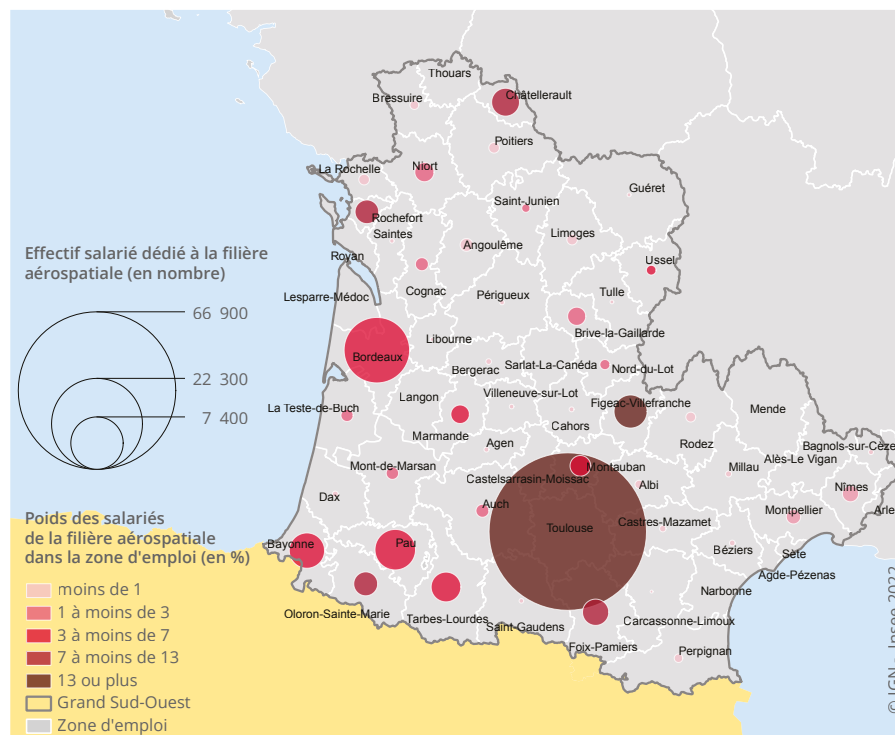 Thouars
Bressuire
Châtellerault
Poitiers
La Rochelle
Niort
Guéret
Saint-Junien
Rochefort
Saintes
Limoges
Angoulême
Effectif salarié dédié à la filière
aérospatiale (en nombre)
Royan
Ussel
66 900
Lesparre-Médoc
Cognac
Périgueux
Tulle
Brive-la-Gaillarde
Libourne
Bordeaux
22 300
Bergerac
Sarlat-La-Canéda
Nord-du-Lot
7 400
La Teste-de-Buch
Langon
Villeneuve-sur-Lot
Figeac-Villefranche
Mende
Marmande
Cahors
Agen
Rodez
Bagnols-sur-Cèze
Alès-Le Vigan
Mont-de-Marsan
Castelsarrasin-Moissac
Montauban
Millau
Albi
Nîmes
Dax
Auch
Montpellier
Arle
Poids des salariés
de la filière aérospatiale
dans la zone d'emploi (en %)
Toulouse
Castres-Mazamet
Bayonne
Pau
Béziers
Sète
Agde-Pézenas
moins de 1
Narbonne
1 à moins de 3
Oloron-Sainte-Marie
Tarbes-Lourdes
Saint-Gaudens
Carcassonne-Limoux
3 à moins de 7
Foix-Pamiers
Perpignan
7 à moins de 13
13 ou plus
Grand Sud-Ouest
Zone d'emploi
© IGN - Insee 2022